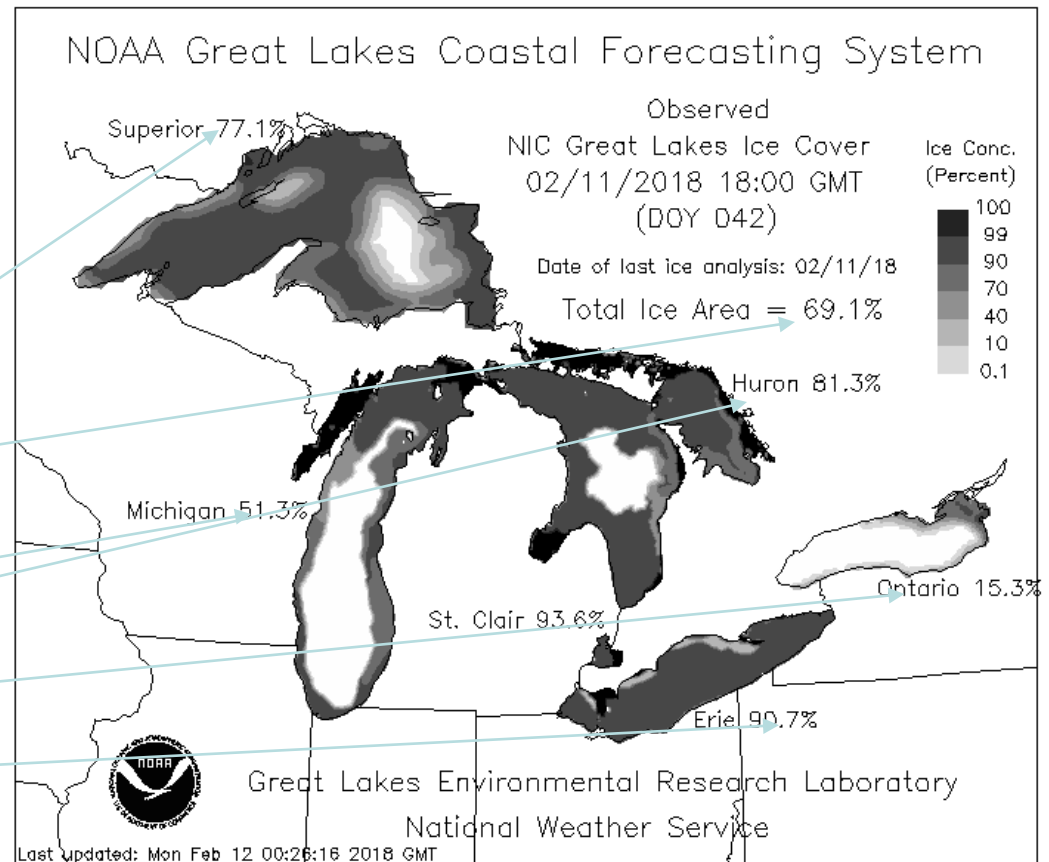 NOAA Great Lakes Coastal Forecasting System
Superior 77.1%
Observed
NIC Great Lakes Ice Cover
02/11/2018 18:00 GMT
(DOY 042)
Date of last ice analysis: 02/11/18
Total Ice Area = 69.1%
Ice Conc.
(Percent)
100
99
90
70
40
10
0.1
Huron 81.3%
Michigan 51.3%
Ontario 15.3%
St. Clair 93.6%
Erie 90.7%
NOAA
Great Lakes Environmental Research Laboratory
National Weather Service
Last updated: Mon Feb 12 00:26:16 2018 GMT